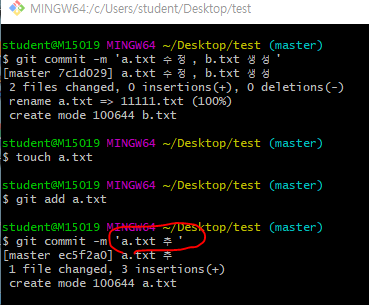 MINGW64:/c/Users/student/Desktop/test
student@M15019 MINGW64 ~/Desktop/test (master)
$ git commit -m 'a.txt 수정, b.txt 생성'
[master 7c1d029] a.txt 수정, b.txt 생성
2 files changed, 0 insertions(+), 0 deletions(-)
rename a.txt => 11111.txt (100%)
create mode 100644 b.txt
student@M15019 MINGW64 ~/Desktop/test (master)
$ touch a.txt
student@M15019 MINGW64 ~/Desktop/test (master)
$ git add a.txt
student@M15019 MINGW64 ~/Desktop/test (master)
$ git commit -m 'a.txt 추'
[master ec5f2a0] a.txt 추
1 file changed, 3 insertions(+)
create mode 100644 a.txt